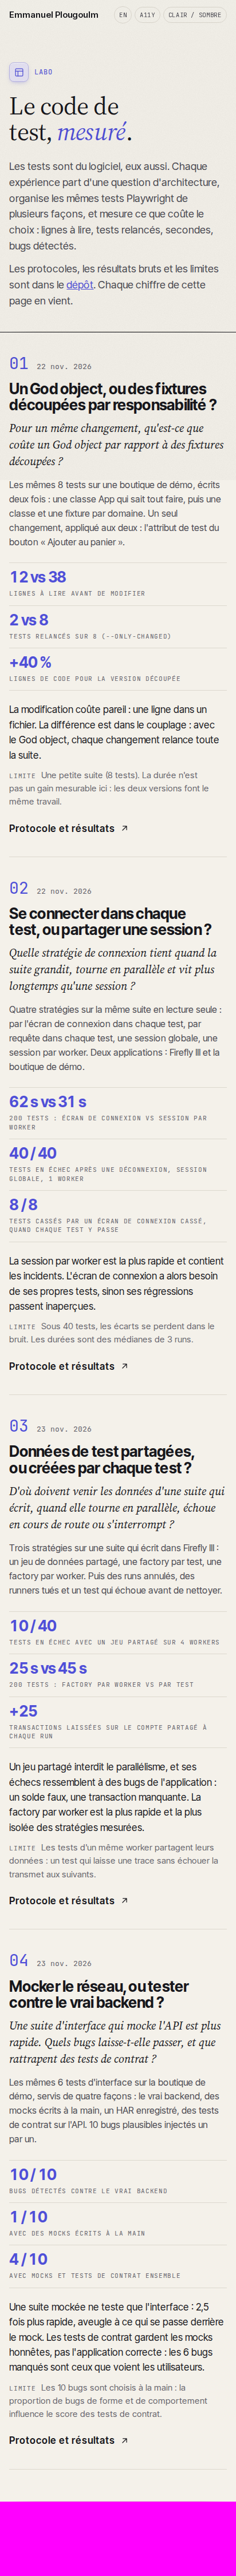 Emmanuel Plougoulm
EN
A11Y
CLAIR / SOMBRE
LABO
Le code de
test, mesuré.
Les tests sont du logiciel, eux aussi. Chaque
expérience part d'une question d'architecture,
organise les mêmes tests Playwright de
plusieurs façons, et mesure ce que coûte le
choix : lignes à lire, tests relancés, secondes,
bugs détectés.
Les protocoles, les résultats bruts et les limites
sont dans le dépôt. Chaque chiffre de cette
page en vient.
01 22 nov. 2026
Un God object, ou des fixtures
découpées par responsabilité ?
Pour un même changement, qu'est-ce que
coûte un God object par rapport à des fixtures
découpées ?
Les mêmes 8 tests sur une boutique de démo, écrits
deux fois : une classe App qui sait tout faire, puis une
classe et une fixture par domaine. Un seul
changement, appliqué aux deux : l'attribut de test du
bouton « Ajouter au panier ».
12 vs 38
LIGNES À LIRE AVANT DE MODIFIER
2 vs 8
TESTS RELANCÉS SUR 8 (--ONLY-CHANGED)
+40 %
LIGNES DE CODE POUR LA VERSION DÉCOUPÉE
La modification coûte pareil : une ligne dans un
fichier. La différence est dans le couplage : avec
le God object, chaque changement relance toute
la suite.
LIMITE Une petite suite (8 tests). La durée n'est
pas un gain mesurable ici : les deux versions font le
même travail.
Protocole et résultats ↗
02 22 nov. 2026
Se connecter dans chaque
test, ou partager une session ?
Quelle stratégie de connexion tient quand la
suite grandit, tourne en parallèle et vit plus
longtemps qu'une session ?
Quatre stratégies sur la même suite en lecture seule :
par l'écran de connexion dans chaque test, par
requête dans chaque test, une session globale, une
session par worker. Deux applications : Firefly III et la
boutique de démo.
62 s vs 31 s
200 TESTS : ÉCRAN DE CONNEXION VS SESSION PAR
WORKER
40 / 40
TESTS EN ÉCHEC APRÈS UNE DÉCONNEXION, SESSION
GLOBALE, 1 WORKER
8 / 8
TESTS CASSÉS PAR UN ÉCRAN DE CONNEXION CASSÉ,
QUAND CHAQUE TEST Y PASSE
La session par worker est la plus rapide et contient
les incidents. L'écran de connexion a alors besoin
de ses propres tests, sinon ses régressions
passent inaperçues.
LIMITE Sous 40 tests, les écarts se perdent dans le
bruit. Les durées sont des médianes de 3 runs.
Protocole et résultats ↗
03 23 nov. 2026
Données de test partagées,
ou créées par chaque test ?
D'où doivent venir les données d'une suite qui
écrit, quand elle tourne en parallèle, échoue
en cours de route ou s'interrompt ?
Trois stratégies sur une suite qui écrit dans Firefly III :
un jeu de données partagé, une factory par test, une
factory par worker. Puis des runs annulés, des
runners tués et un test qui échoue avant de nettoyer.
10 / 40
TESTS EN ÉCHEC AVEC UN JEU PARTAGÉ SUR 4 WORKERS
25 s vs 45 s
200 TESTS : FACTORY PAR WORKER VS PAR TEST
+25
TRANSACTIONS LAISSÉES SUR LE COMPTE PARTAGÉ À
CHAQUE RUN
Un jeu partagé interdit le parallélisme, et ses
échecs ressemblent à des bugs de l'application :
un solde faux, une transaction manquante. La
factory par worker est la plus rapide et la plus
isolée des stratégies mesurées.
LIMITE Les tests d'un même worker partagent leurs
données : un test qui laisse une trace sans échouer la
transmet aux suivants.
Protocole et résultats ↗
04 23 nov. 2026
Mocker le réseau, ou tester
contre le vrai backend ?
Une suite d'interface qui mocke l'API est plus
rapide. Quels bugs laisse-t-elle passer, et que
rattrapent des tests de contrat ?
Les mêmes 6 tests d'interface sur la boutique de
démo, servis de quatre façons : le vrai backend, des
mocks écrits à la main, un HAR enregistré, des tests
de contrat sur l'API. 10 bugs plausibles injectés un
par un.
10 / 10
BUGS DÉTECTÉS CONTRE LE VRAI BACKEND
1 / 10
AVEC DES MOCKS ÉCRITS À LA MAIN
4 / 10
AVEC MOCKS ET TESTS DE CONTRAT ENSEMBLE
Une suite mockée ne teste que l'interface : 2,5
fois plus rapide, aveugle à ce qui se passe derrière
le mock. Les tests de contrat gardent les mocks
honnêtes, pas l'application correcte : les 6 bugs
manqués sont ceux que voient les utilisateurs.
LIMITE Les 10 bugs sont choisis à la main : la
proportion de bugs de forme et de comportement
influence le score des tests de contrat.
Protocole et résultats ↗